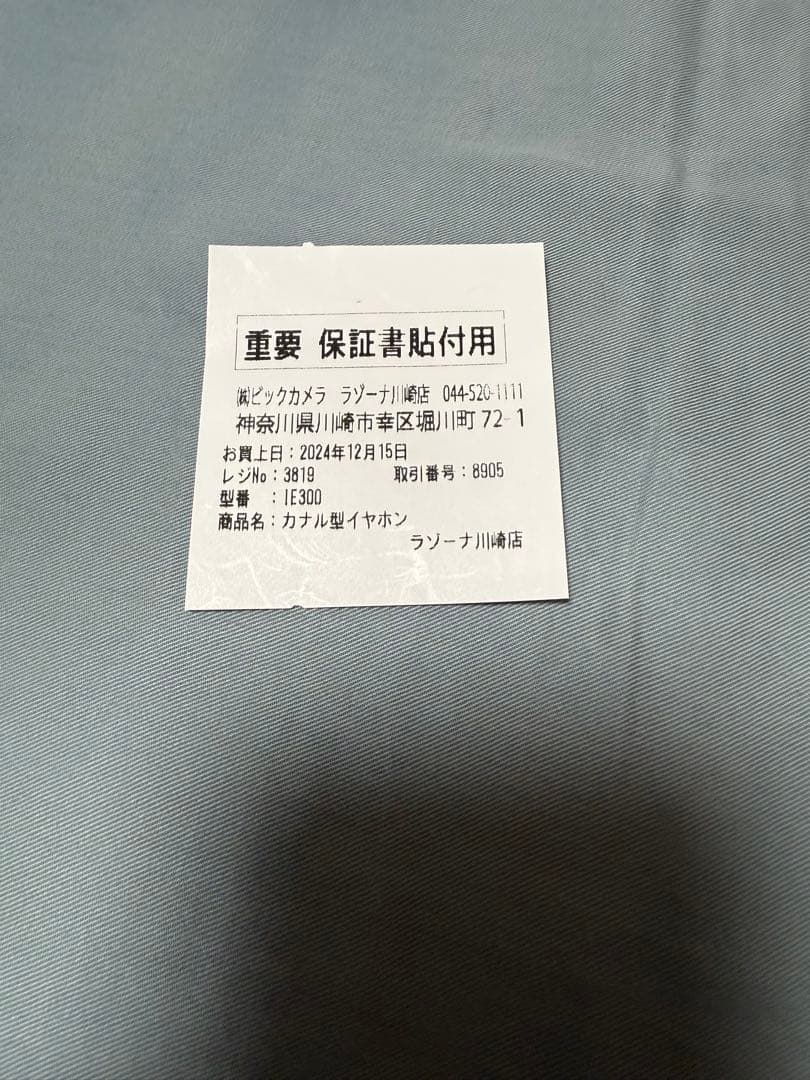 重要 保証書貼付用
㈱ビックカメラ ラゾーナ川崎店 044-520-1111
神奈川県川崎市幸区堀川町72-1
お買上日：2024年12月15日
レジNo：3819 取引番号：8905
型番 ：IE300
商品名：カナル型イヤホン
ラゾーナ川崎店